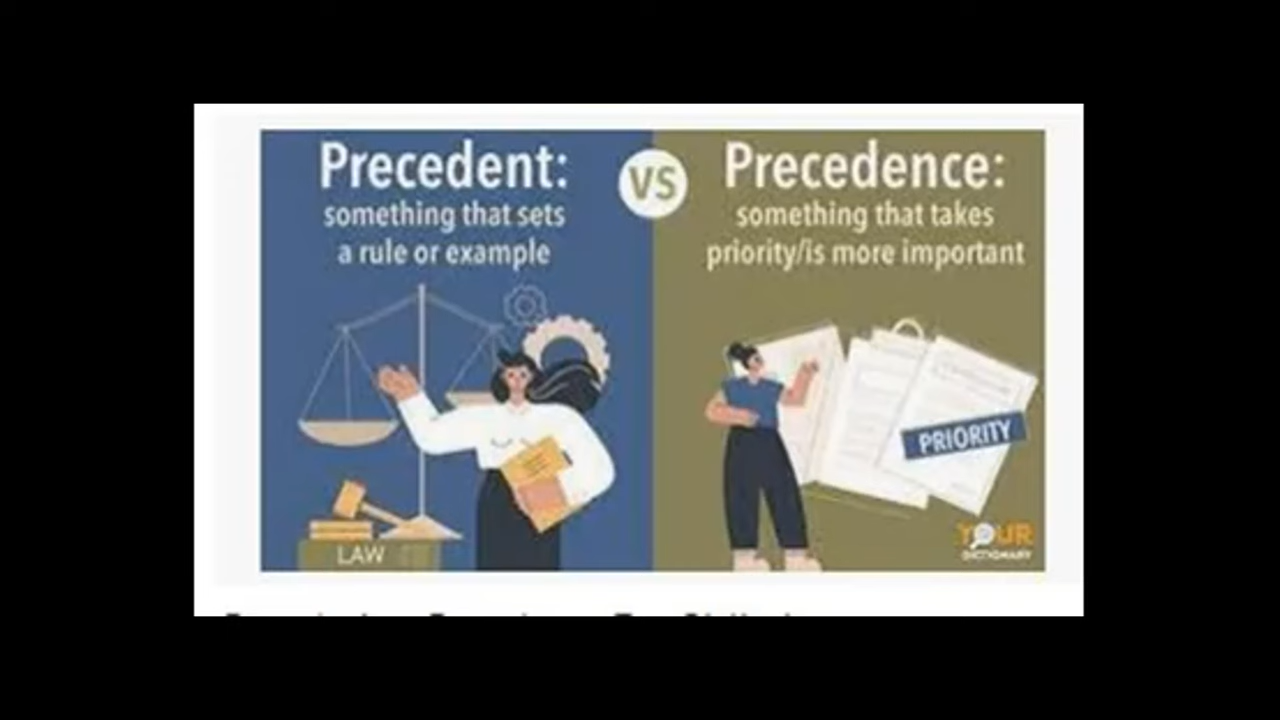 Precedent:
something that sets
a rule or example
VS
Precedence:
something that takes
priority/is more important
PRIORITY
LAW
YOUR
DICTIONARY